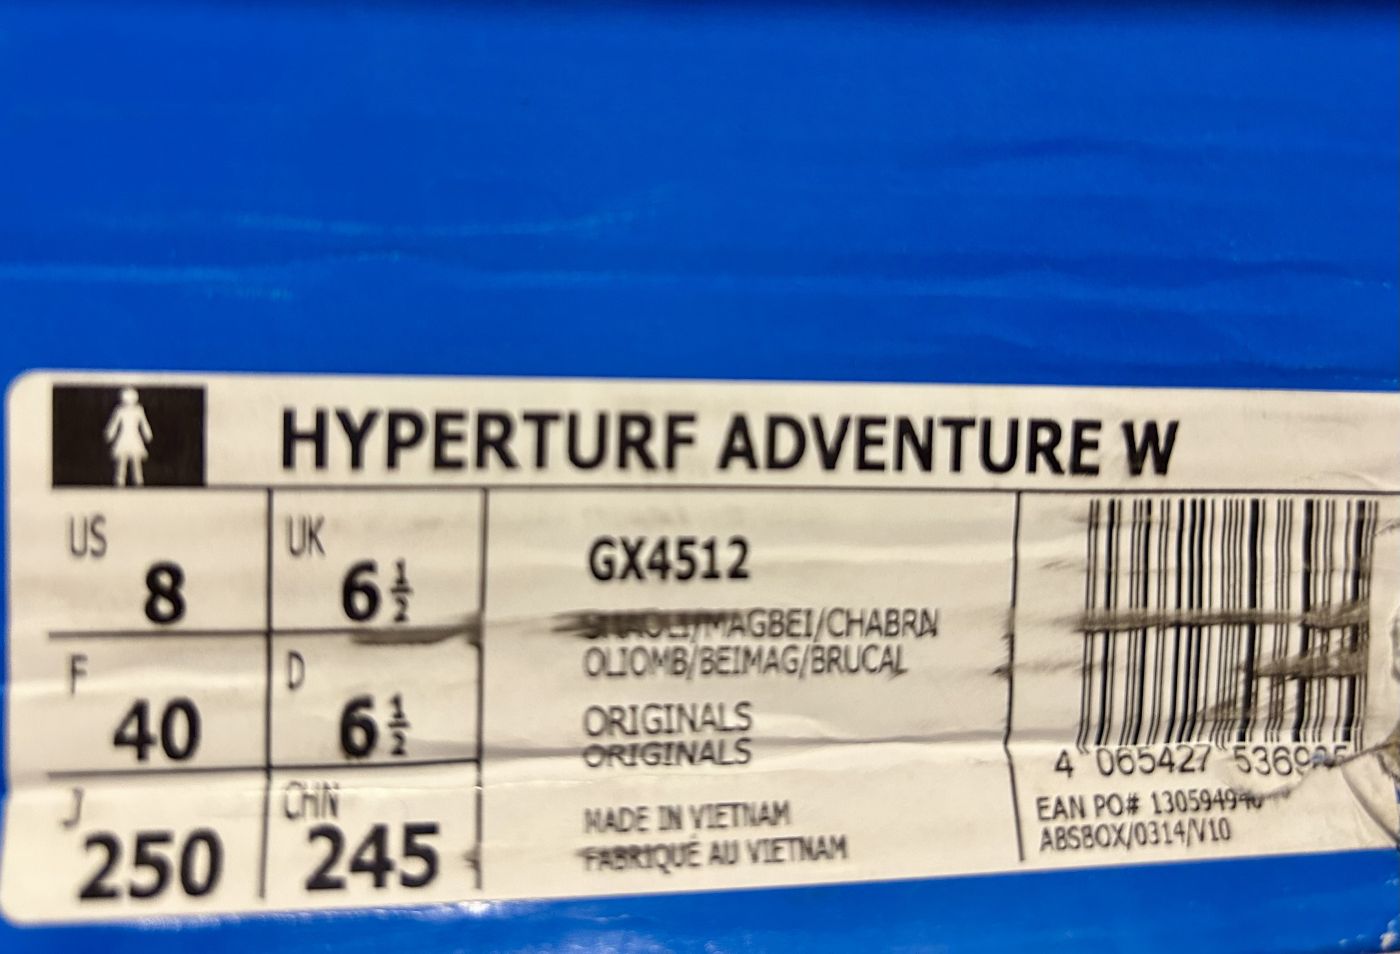 HYPERTURF ADVENTURE W
US 8
UK 6 1/2
F 40
D 6 1/2
J 250
CHN 245
GX4512
/MAGBEI/CHABRN
OLIOMB/BEIMAG/BRUCAL
ORIGINALS
ORIGINALS
MADE IN VIETNAM
FABRIQUÉ AU VIETNAM
4 065427
EAN PO#
ABSBOX/0314/V10